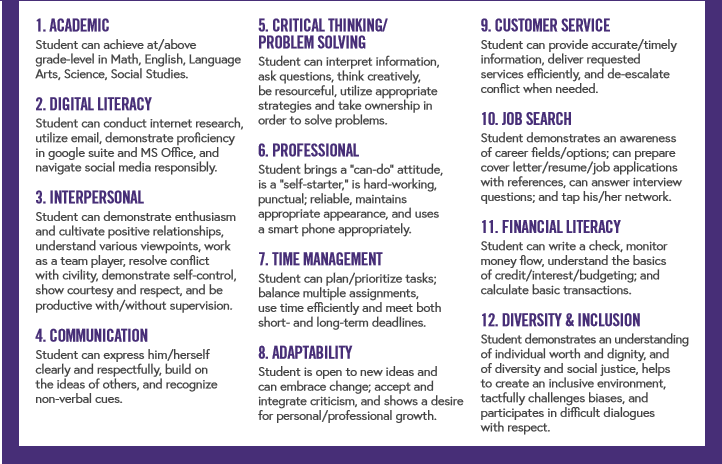 1. ACADEMIC
Student can achieve at/above
grade-level in Math, English, Language
Arts, Science, Social Studies.
2. DIGITAL LITERACY
Student can conduct internet research,
utilize email, demonstrate proficiency
in google suite and MS Office, and
navigate social media responsibly.
3. INTERPERSONAL
Student can demonstrate enthusiasm
and cultivate positive relationships,
understand various viewpoints, work
as a team player, resolve conflict
with civility, demonstrate self-control,
show courtesy and respect, and be
productive with/without supervision.
4. COMMUNICATION
Student can express him/herself
clearly and respectfully, build on
the ideas of others, and recognize
non-verbal cues.
5. CRITICAL THINKING/
PROBLEM SOLVING
Student can interpret information,
ask questions, think creatively,
be resourceful, utilize appropriate
strategies and take ownership in
order to solve problems.
6. PROFESSIONAL
Student brings a "can-do" attitude,
is a "self-starter," is hard-working,
punctual; reliable, maintains
appropriate appearance, and uses
a smart phone appropriately.
7. TIME MANAGEMENT
Student can plan/prioritize tasks;
balance multiple assignments,
use time efficiently and meet both
short- and long-term deadlines.
8. ADAPTABILITY
Student is open to new ideas and
can embrace change; accept and
integrate criticism, and shows a desire
for personal/professional growth.
9. CUSTOMER SERVICE
Student can provide accurate/timely
information, deliver requested
services efficiently, and de-escalate
conflict when needed.
10. JOB SEARCH
Student demonstrates an awareness
of career fields/options; can prepare
cover letter/resume/job applications
with references, can answer interview
questions; and tap his/her network.
11. FINANCIAL LITERACY
Student can write a check, monitor
money flow, understand the basics
of credit/interest/budgeting; and
calculate basic transactions.
12. DIVERSITY & INCLUSION
Student demonstrates an understanding
of individual worth and dignity, and
of diversity and social justice, helps
to create an inclusive environment,
tactfully challenges biases, and
participates in difficult dialogues
with respect.